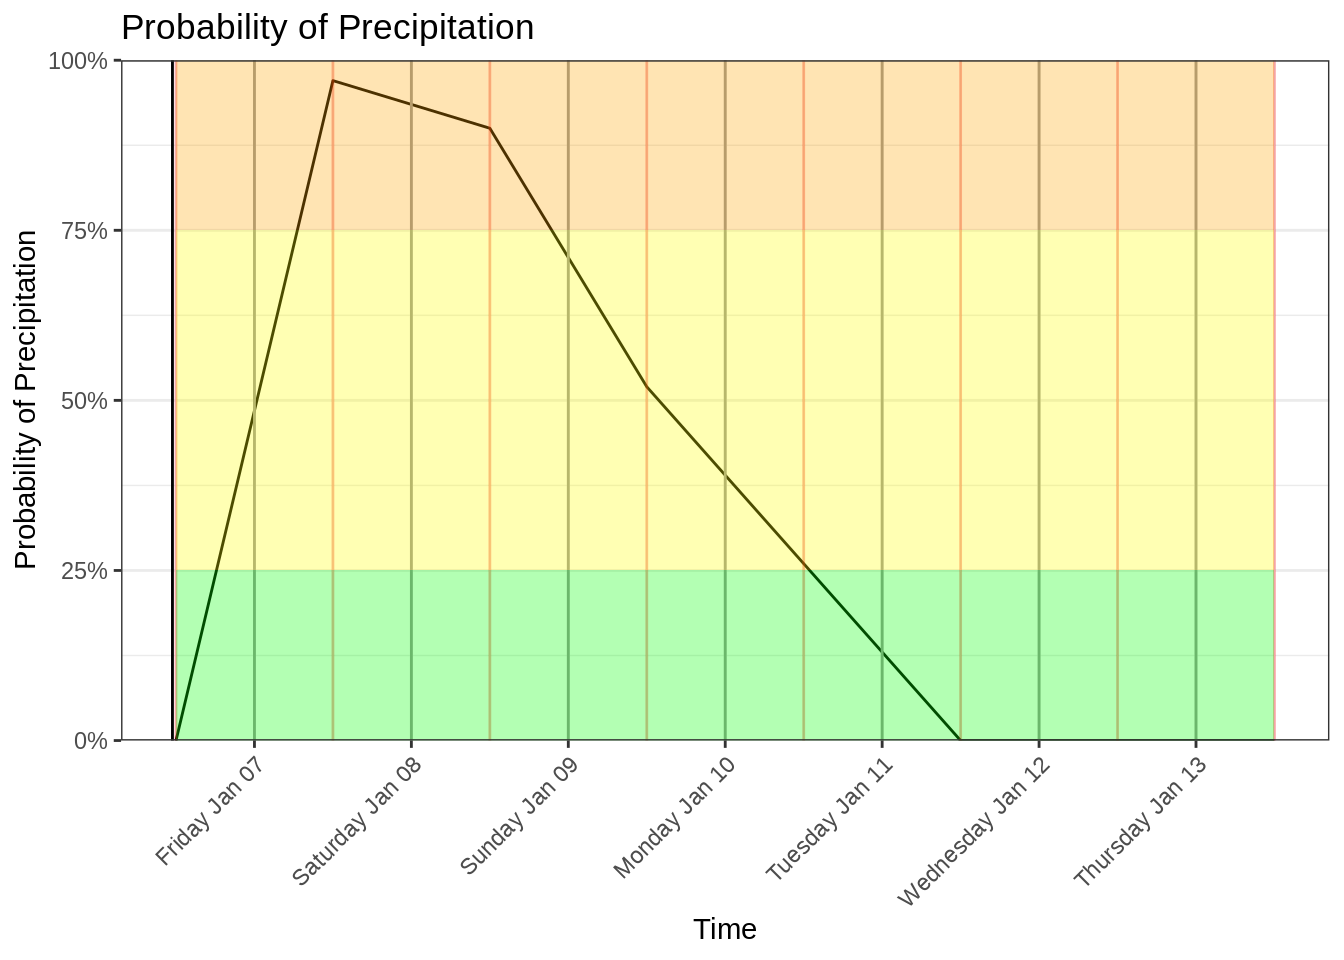 Probability of Precipitation
100%
75%
50%
25%
0%
Probability of Precipitation
Friday Jan 07
Saturday Jan 08
Sunday Jan 09
Monday Jan 10
Tuesday Jan 11
Wednesday Jan 12
Thursday Jan 13
Time